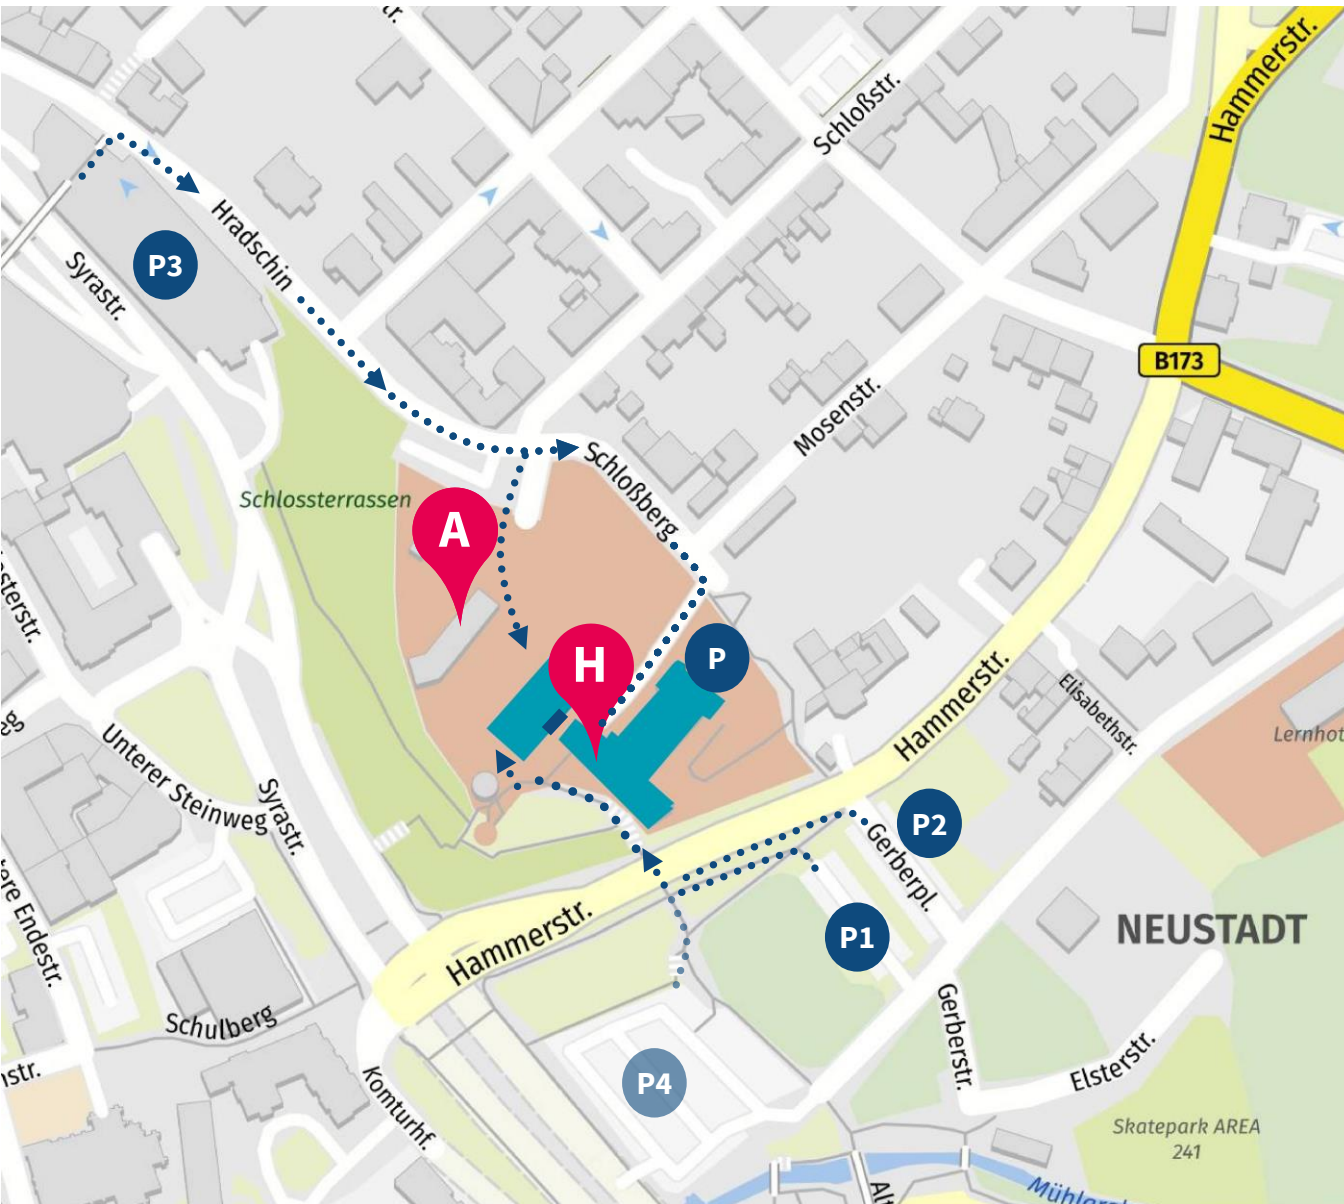 Hammerstr.
Schloßstr.
Hradschin
P3
Syrastr.
B173
Mosenstr.
Schlossterrassen
Schloßberg
A
H
P
Hammerstr.
Elisabethstr.
Lernhot
Unterer Steinweg
Syrastr.
P2
Gerberpl.
P1
NEUSTADT
Hammerstr.
Schulberg
Gerberstr.
Elsterstr.
P4
Komturhf.
Skatepark AREA
241